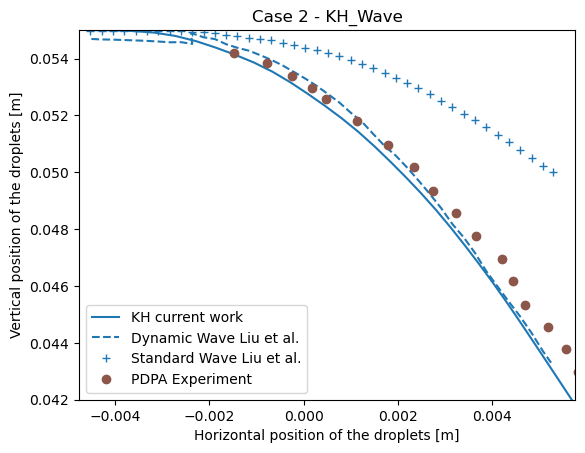 Case 2 - KH_Wave
Vertical position of the droplets [m]
0.054
0.052
0.050
0.048
0.046
0.044
0.042
KH current work
Dynamic Wave Liu et al.
Standard Wave Liu et al.
PDPA Experiment
−0.004
−0.002
0.000
0.002
0.004
Horizontal position of the droplets [m]